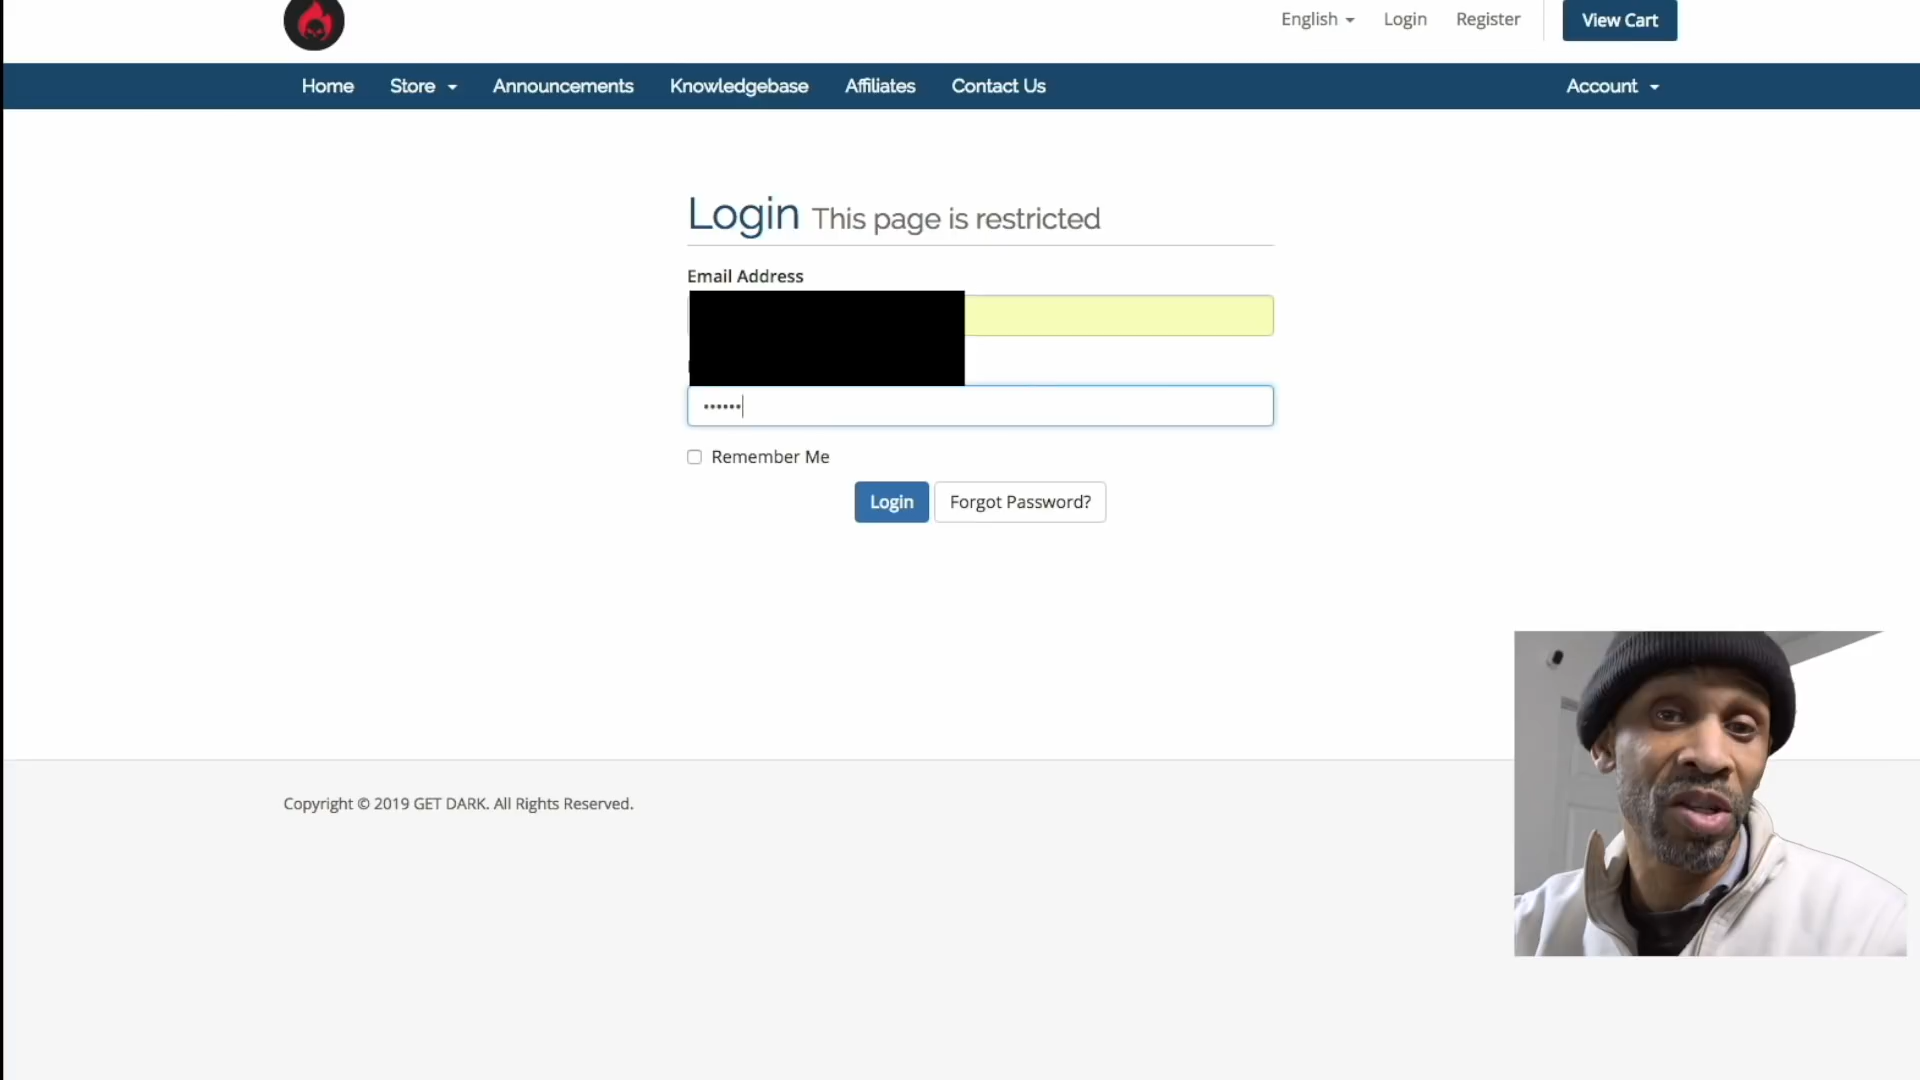 English
Login
Register
View Cart
Home
Store
Announcements
Knowledgebase
Affiliates
Contact Us
Account
Login This page is restricted
Email Address
••••••
Remember Me
Login
Forgot Password?
Copyright © 2019 GET DARK. All Rights Reserved.